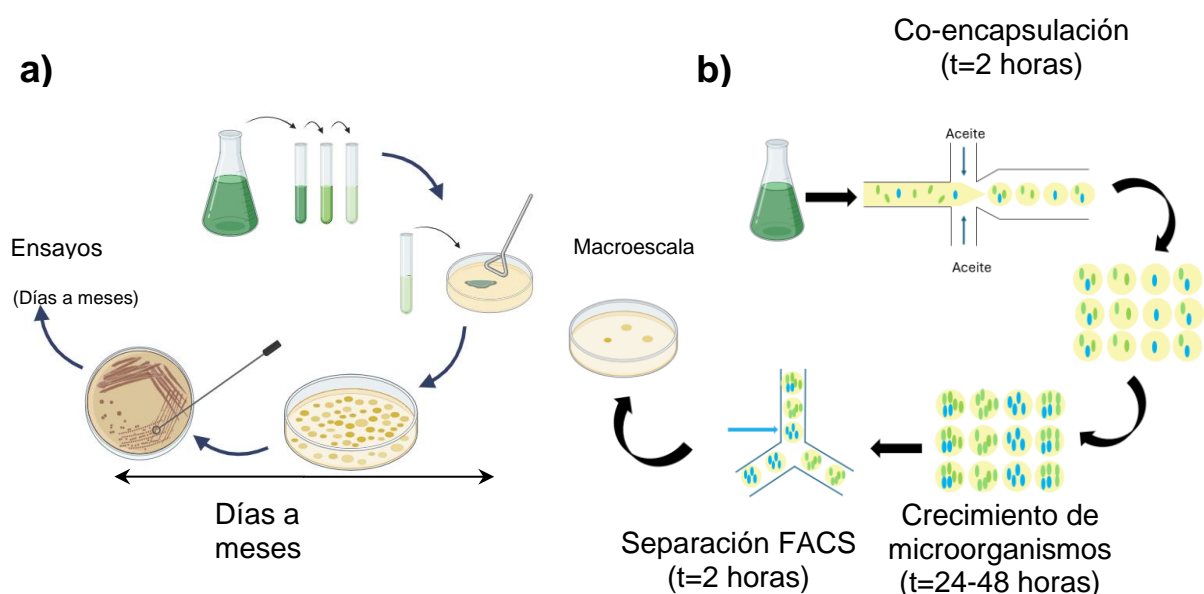 a)
Ensayos
(Días a meses)
Días a
meses
b)
Co-encapsulación
(t=2 horas)
Aceite
Aceite
Macroescala
Crecimiento de
microorganismos
(t=24-48 horas)
Separación FACS
(t=2 horas)